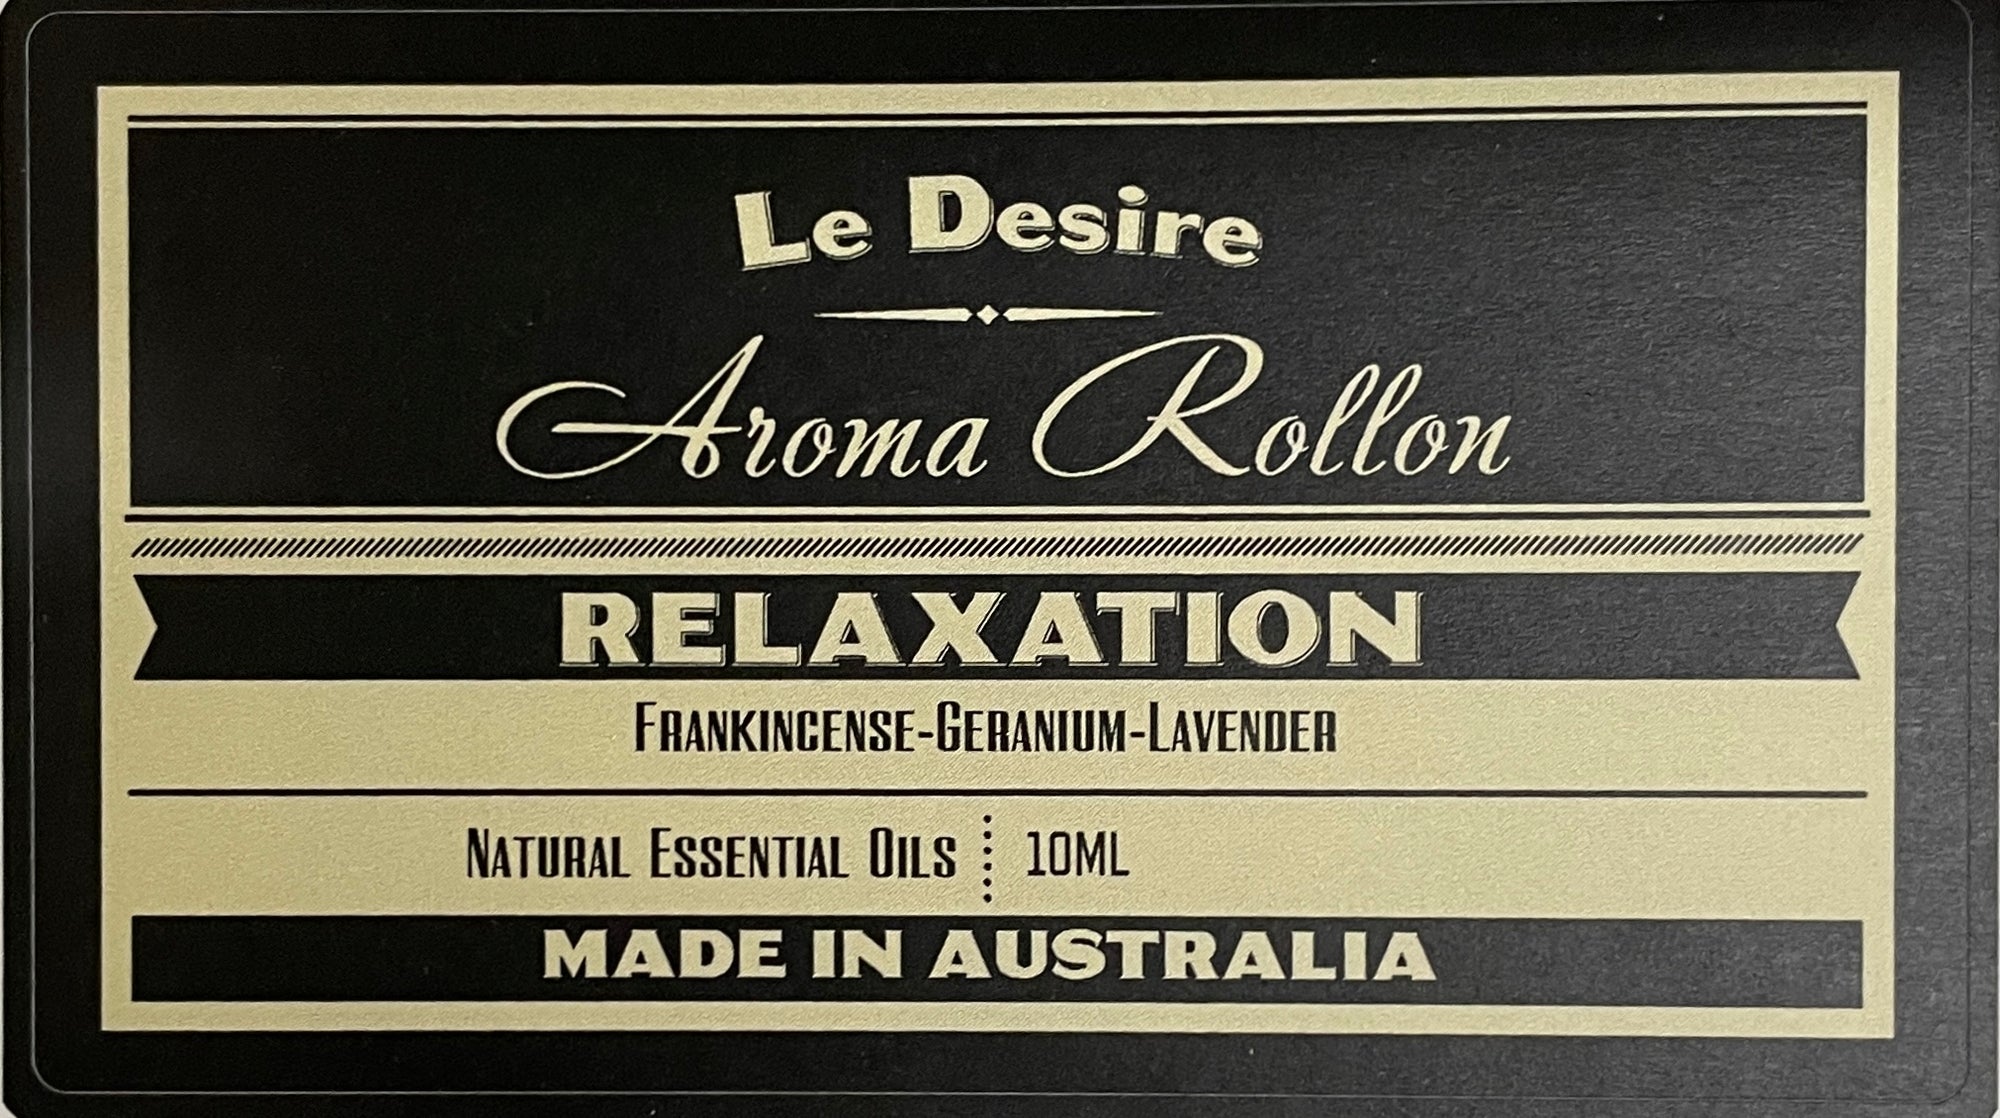 Le Desire
Aroma Rollon
RELAXATION
FRANKINCENSE-GERANIUM-LAVENDER
NATURAL ESSENTIAL OILS 10ML
MADE IN AUSTRALIA